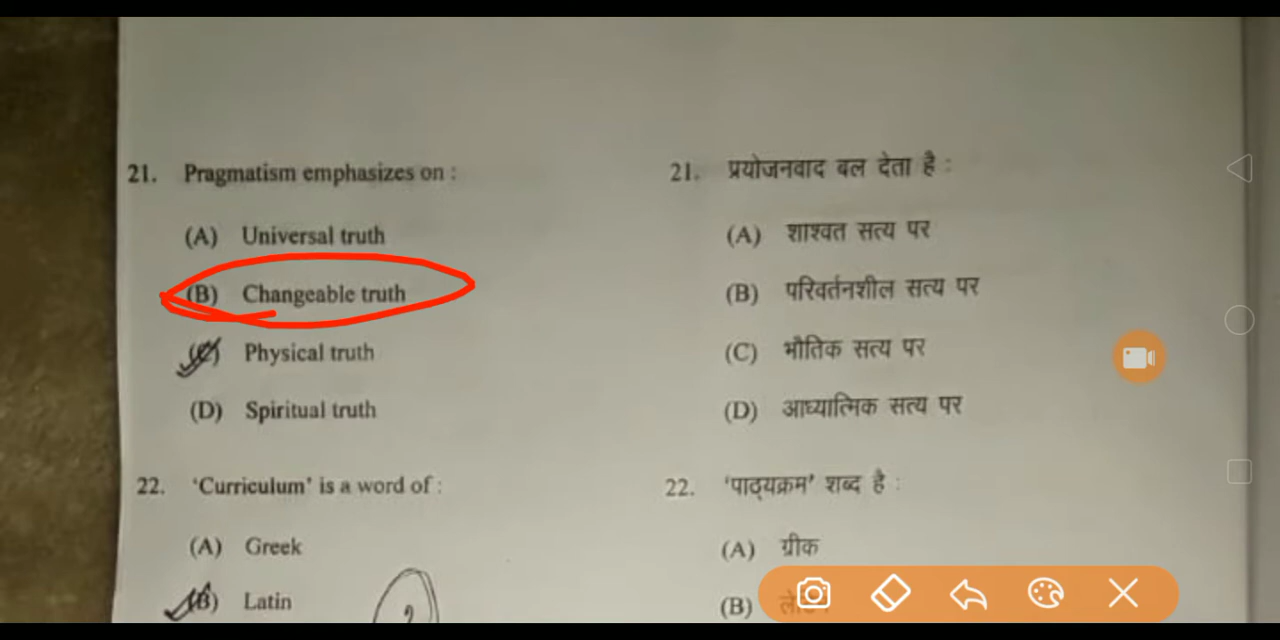 21. Pragmatism emphasizes on :
(A) Universal truth
(B) Changeable truth
(C) Physical truth
(D) Spiritual truth
22. 'Curriculum' is a word of :
(A) Greek
(B) Latin
21. प्रयोजनवाद बल देता है :
(A) शाश्वत सत्य पर
(B) परिवर्तनशील सत्य पर
(C) भौतिक सत्य पर
(D) आध्यात्मिक सत्य पर
22. 'पाठ्यक्रम' शब्द है :
(A) ग्रीक
(B)